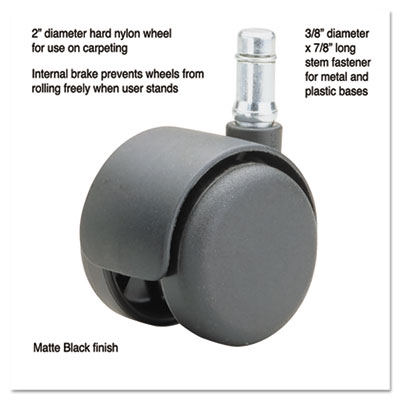 2” diameter hard nylon wheel
for use on carpeting
Internal brake prevents wheels from
rolling freely when user stands
3/8” diameter
x 7/8” long
stem fastener
for metal and
plastic bases
Matte Black finish